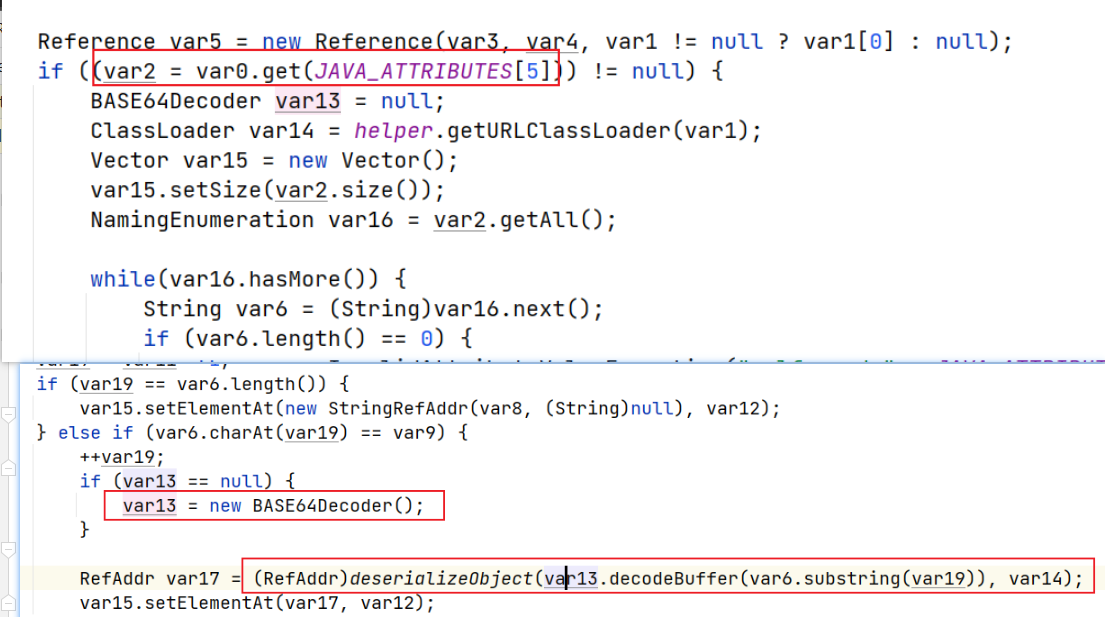 Reference var5 = new Reference(var3, var4, var1 != null ? var1[0] : null);
if ((var2 = var0.get(JAVA_ATTRIBUTES[5])) != null) {
BASE64Decoder var13 = null;
ClassLoader var14 = helper.getURLClassLoader(var1);
Vector var15 = new Vector();
var15.setSize(var2.size());
NamingEnumeration var16 = var2.getAll();
while(var16.hasMore()) {
String var6 = (String)var16.next();
if (var6.length() == 0) {
if (var19 == var6.length()) {
var15.setElementAt(new StringRefAddr(var8, (String)null), var12);
} else if (var6.charAt(var19) == var9) {
++var19;
if (var13 == null) {
var13 = new BASE64Decoder();
}
RefAddr var17 = (RefAddr)deserializeObject(var13.decodeBuffer(var6.substring(var19)), var14);
var15.setElementAt(var17, var12);